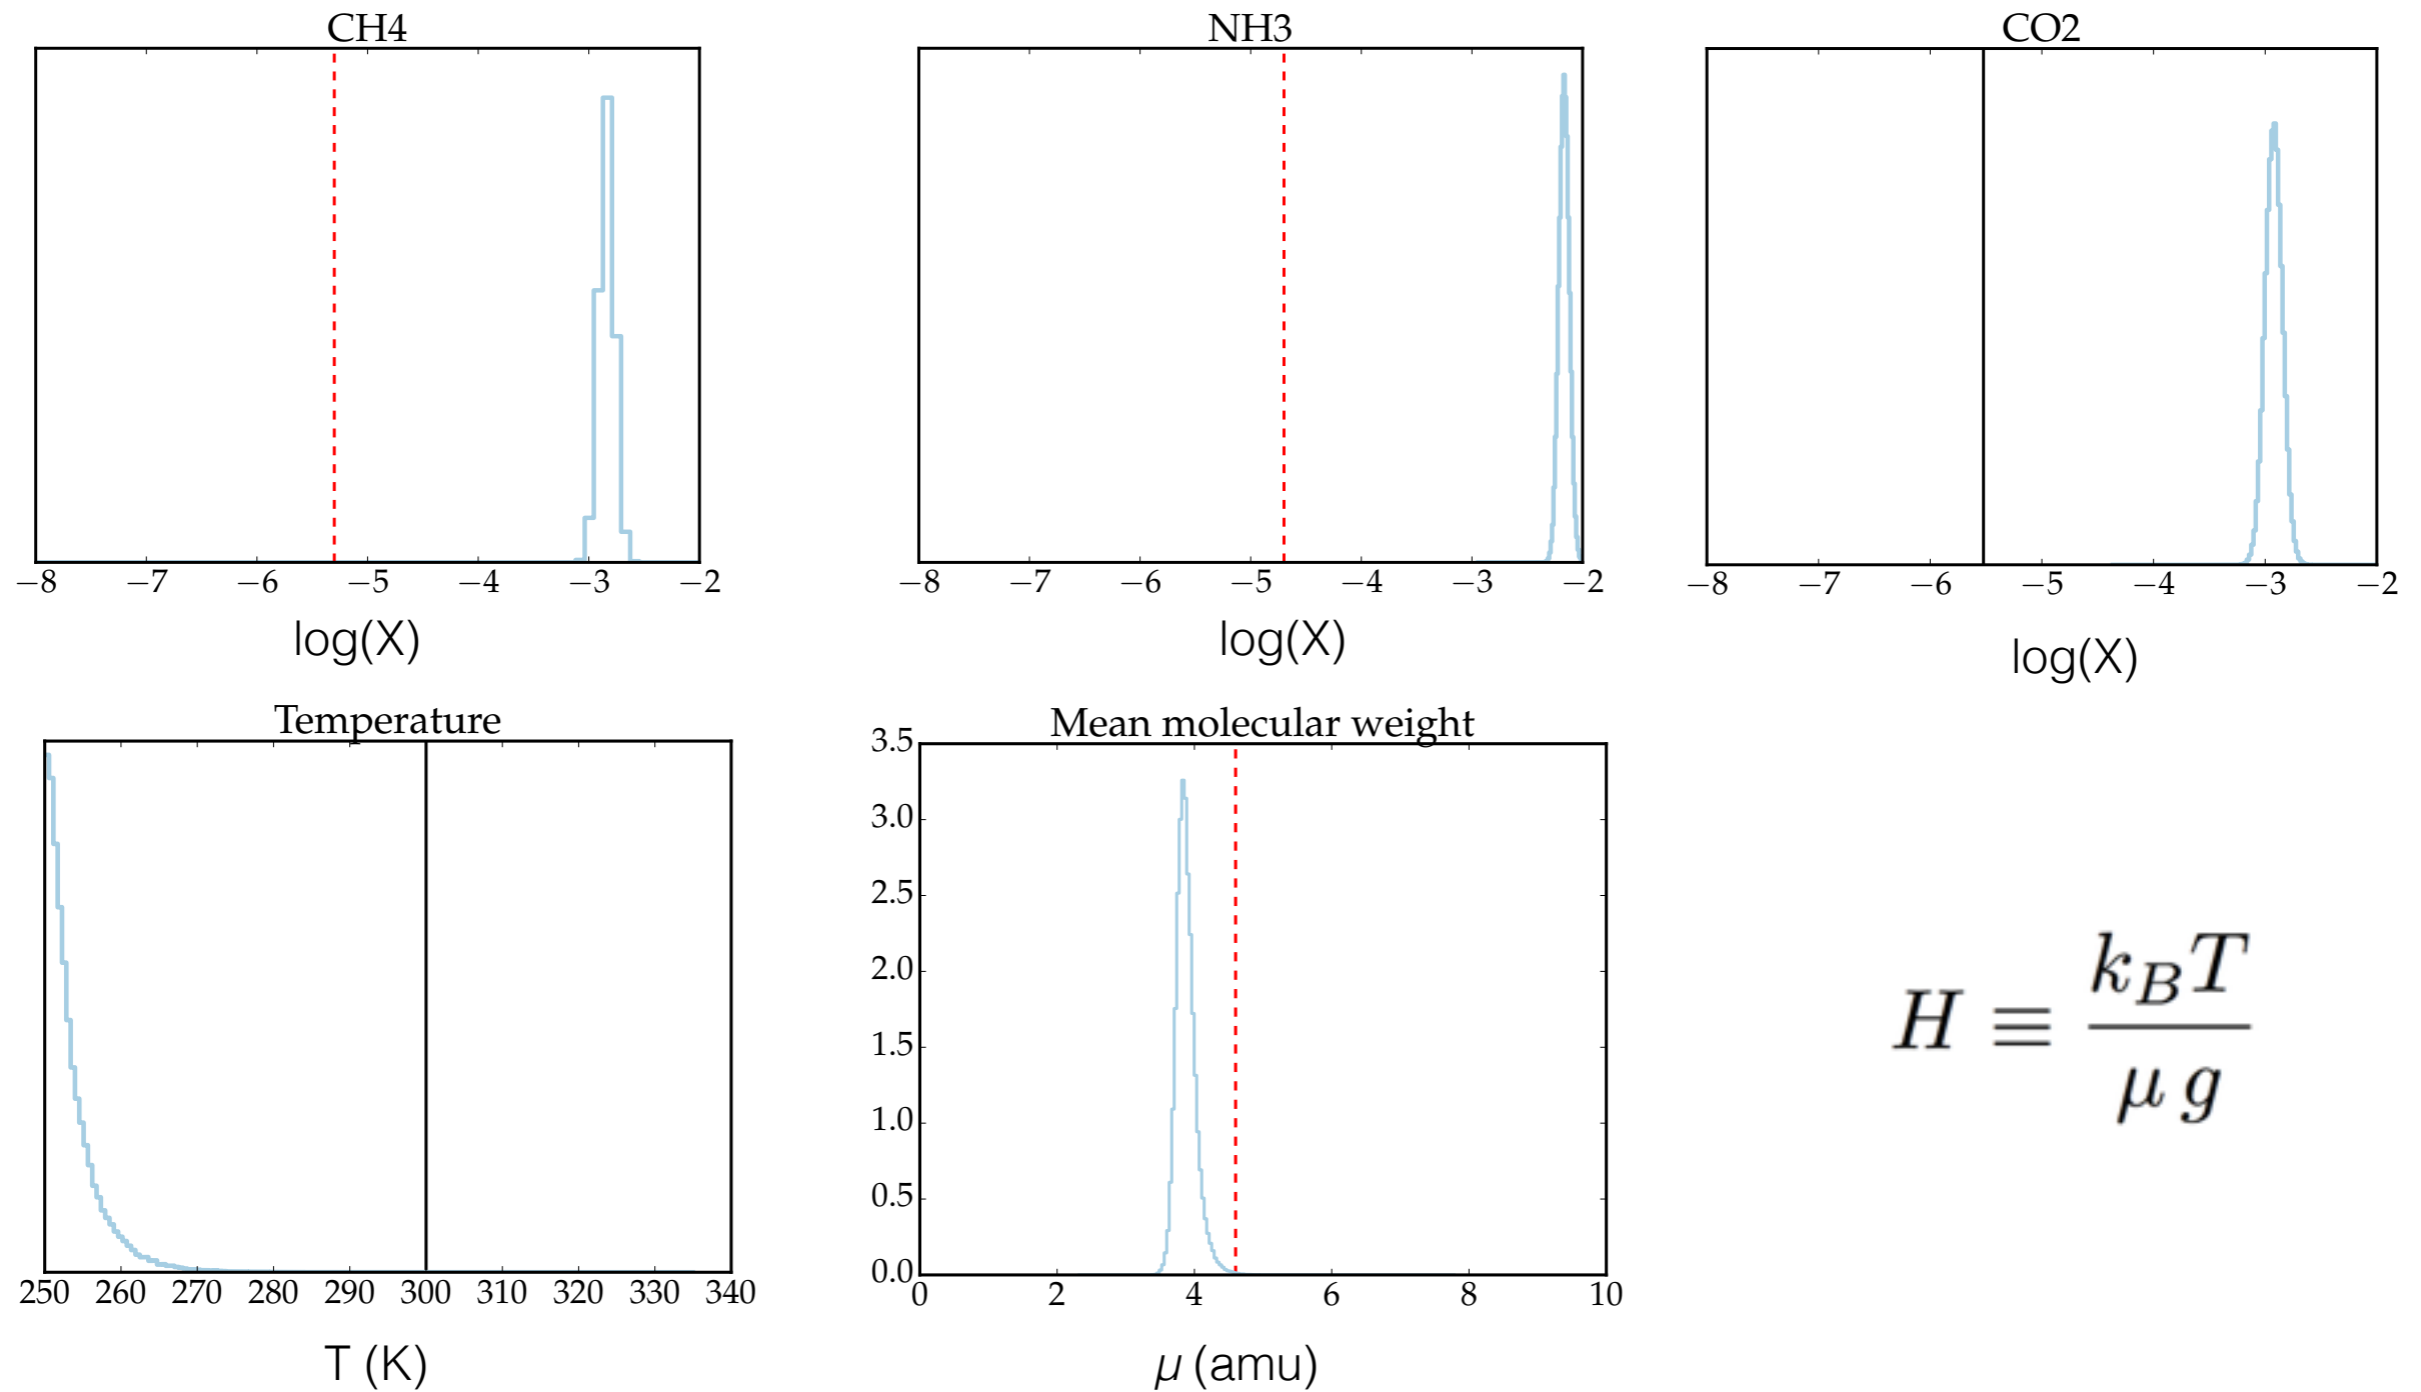 CH4
−8 −7 −6 −5 −4 −3 −2
log(X)
NH3
−8 −7 −6 −5 −4 −3 −2
log(X)
CO2
−8 −7 −6 −5 −4 −3 −2
log(X)
Temperature
250 260 270 280 290 300 310 320 330 340
T (K)
Mean molecular weight
3.5
3.0
2.5
2.0
1.5
1.0
0.5
0.0
0 2 4 6 8 10
μ (amu)
H ≡ k_B T / μ g